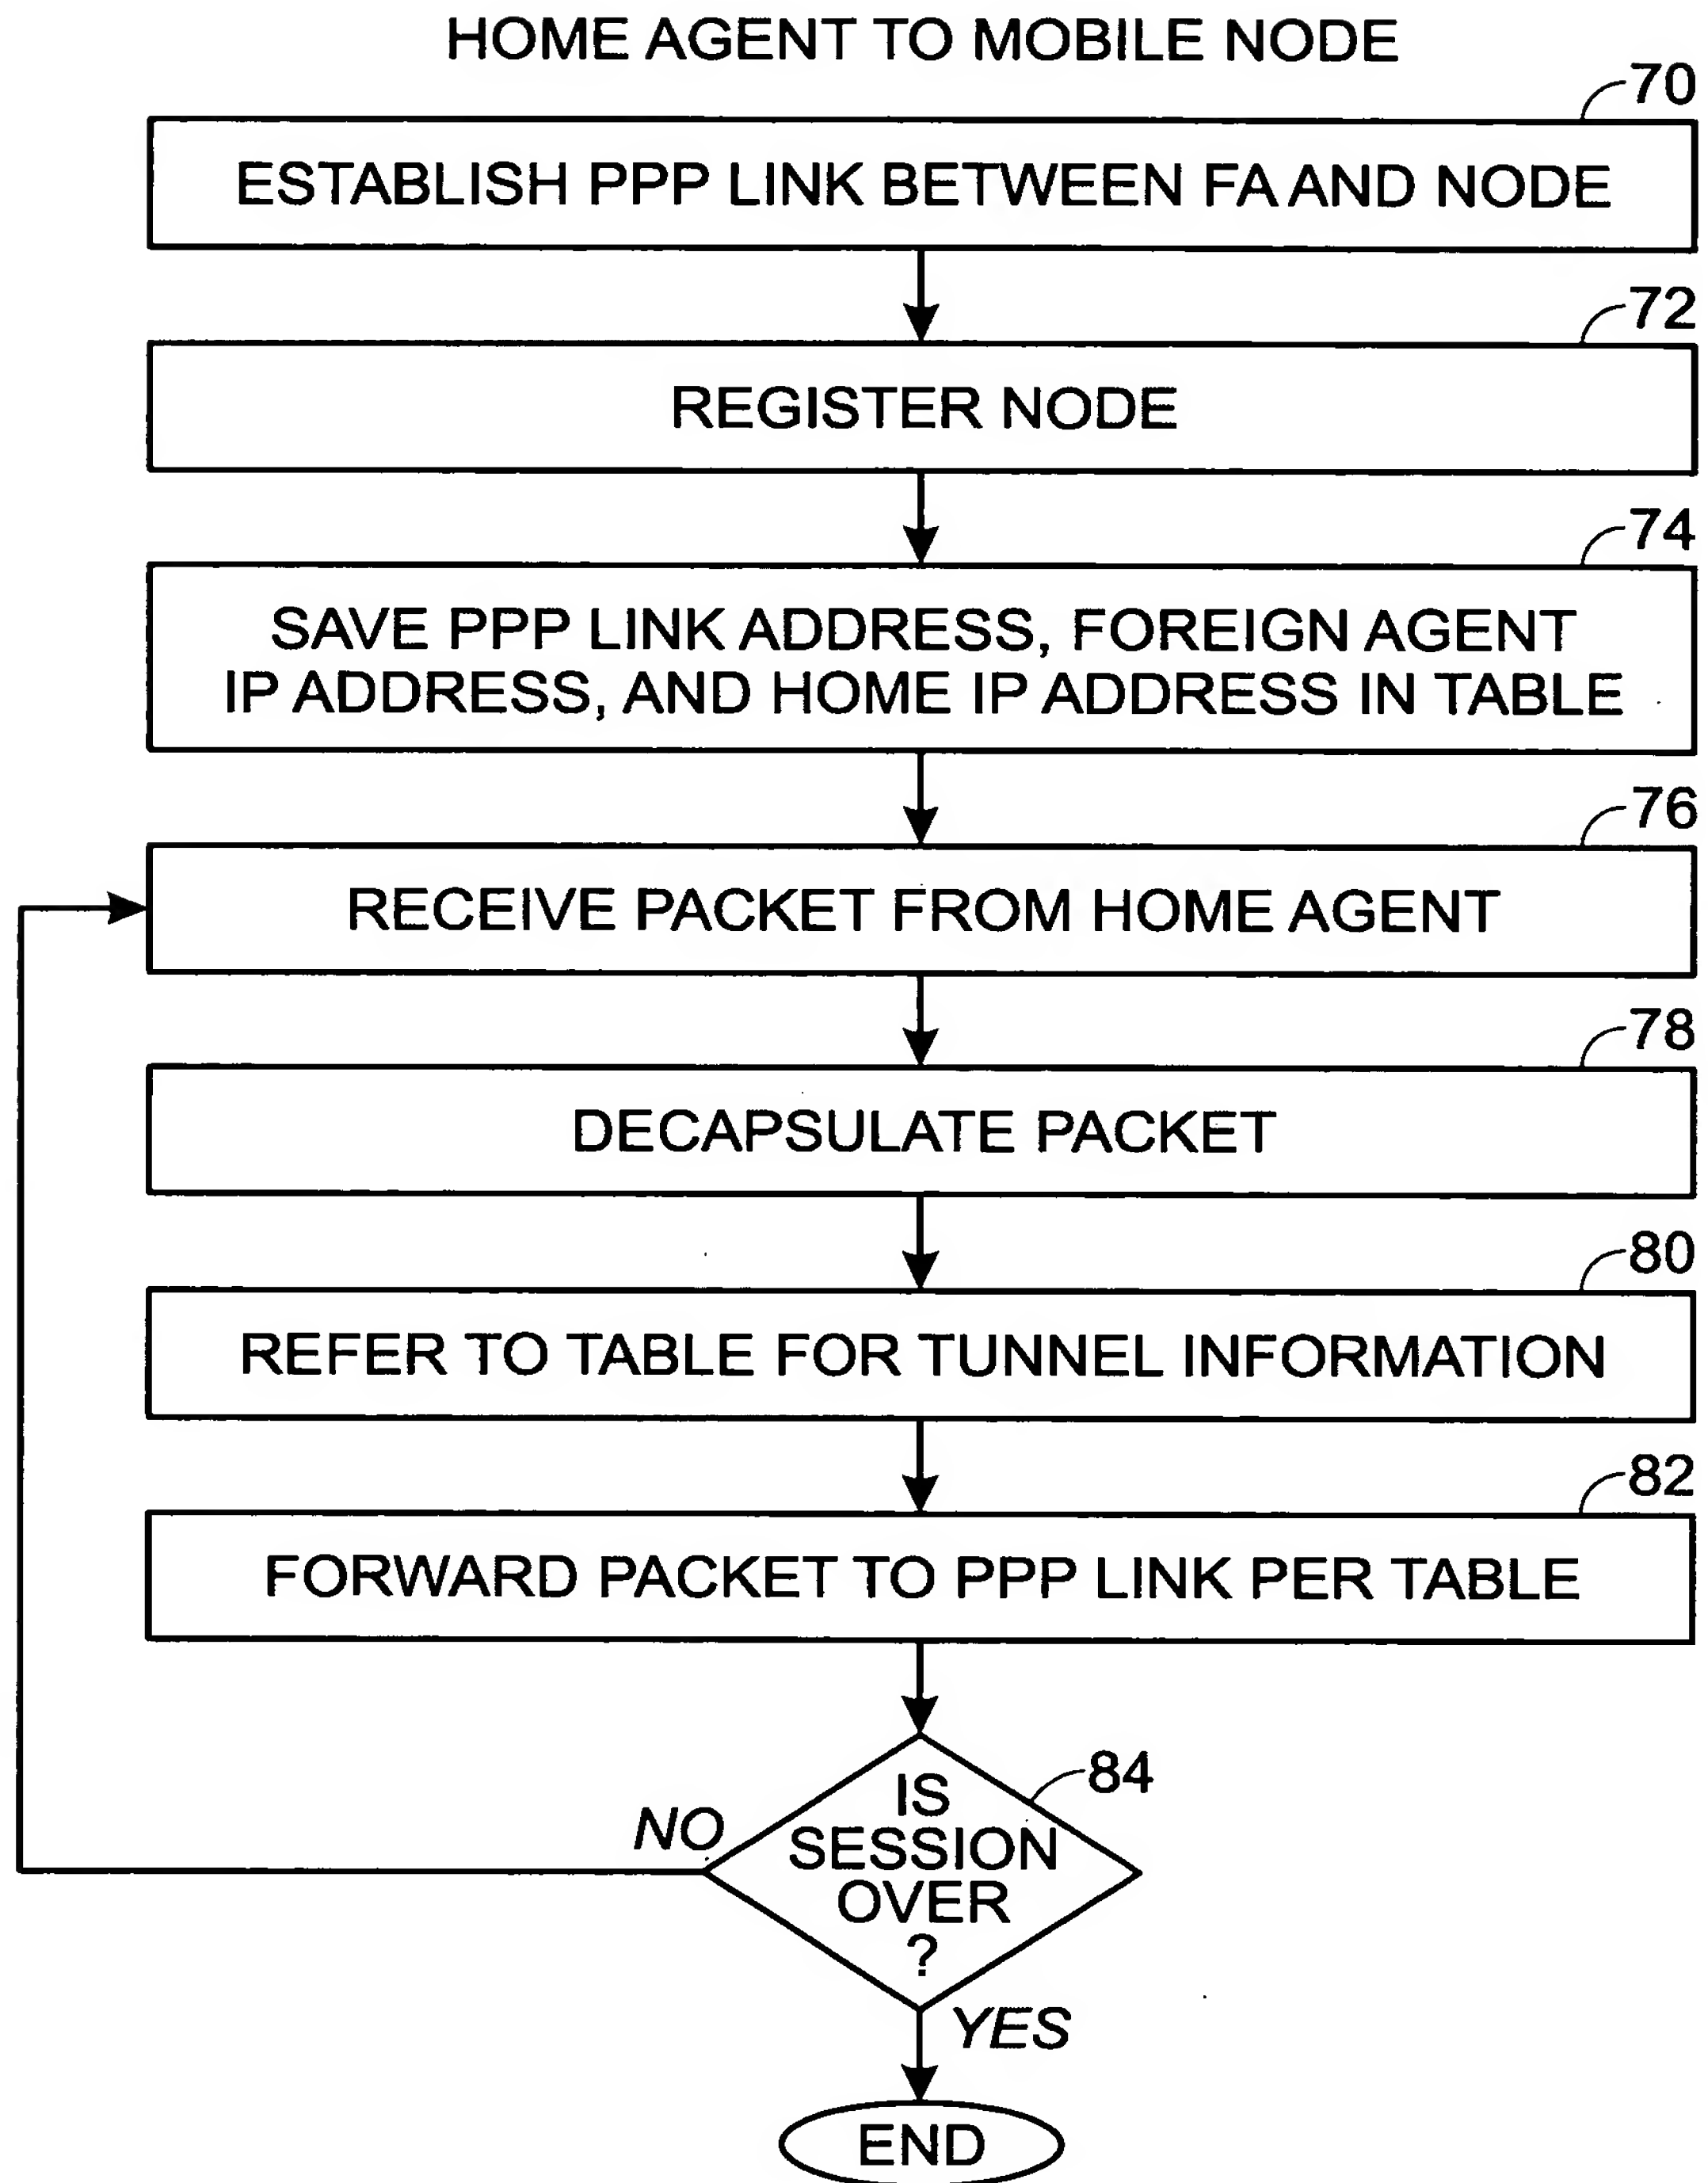 HOME AGENT TO MOBILE NODE
70
ESTABLISH PPP LINK BETWEEN FA AND NODE
72
REGISTER NODE
74
SAVE PPP LINK ADDRESS, FOREIGN AGENT
IP ADDRESS, AND HOME IP ADDRESS IN TABLE
76
RECEIVE PACKET FROM HOME AGENT
78
DECAPSULATE PACKET
80
REFER TO TABLE FOR TUNNEL INFORMATION
82
FORWARD PACKET TO PPP LINK PER TABLE
84
IS
SESSION
OVER
?
NO
YES
END